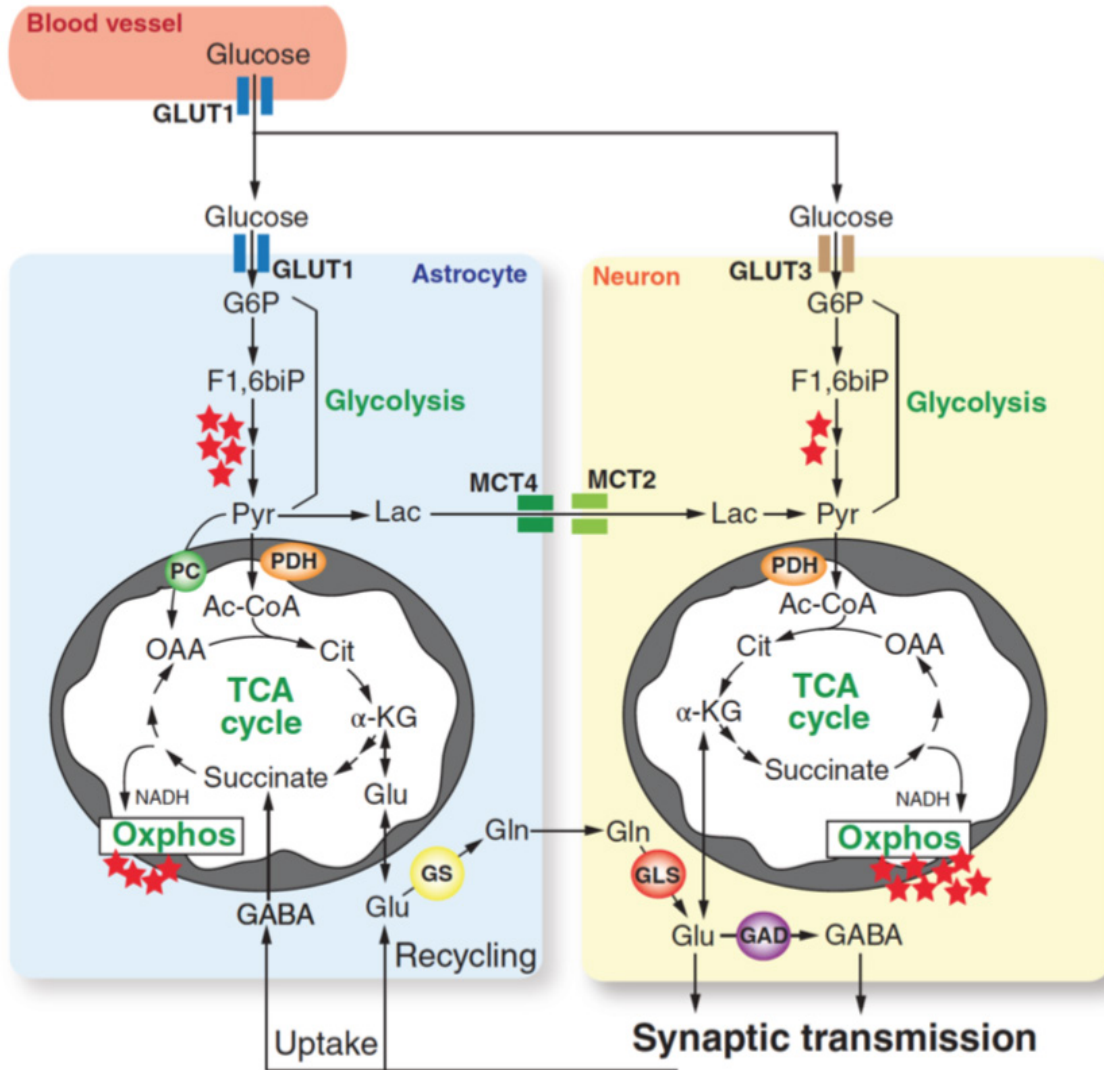 Blood vessel
Glucose
GLUT1
Glucose
Glucose
GLUT1
Astrocyte
Neuron
GLUT3
G6P
G6P
F1,6biP
F1,6biP
Glycolysis
Glycolysis
MCT4
MCT2
Pyr
Lac
Lac
Pyr
PC
PDH
PDH
Ac-CoA
Ac-CoA
OAA
Cit
Cit
OAA
TCA
cycle
TCA
cycle
α-KG
α-KG
Succinate
Succinate
Glu
NADH
NADH
Oxphos
Oxphos
Gln
Gln
GS
GLS
GABA
Glu
Glu
GAD
GABA
Recycling
Uptake
Synaptic transmission